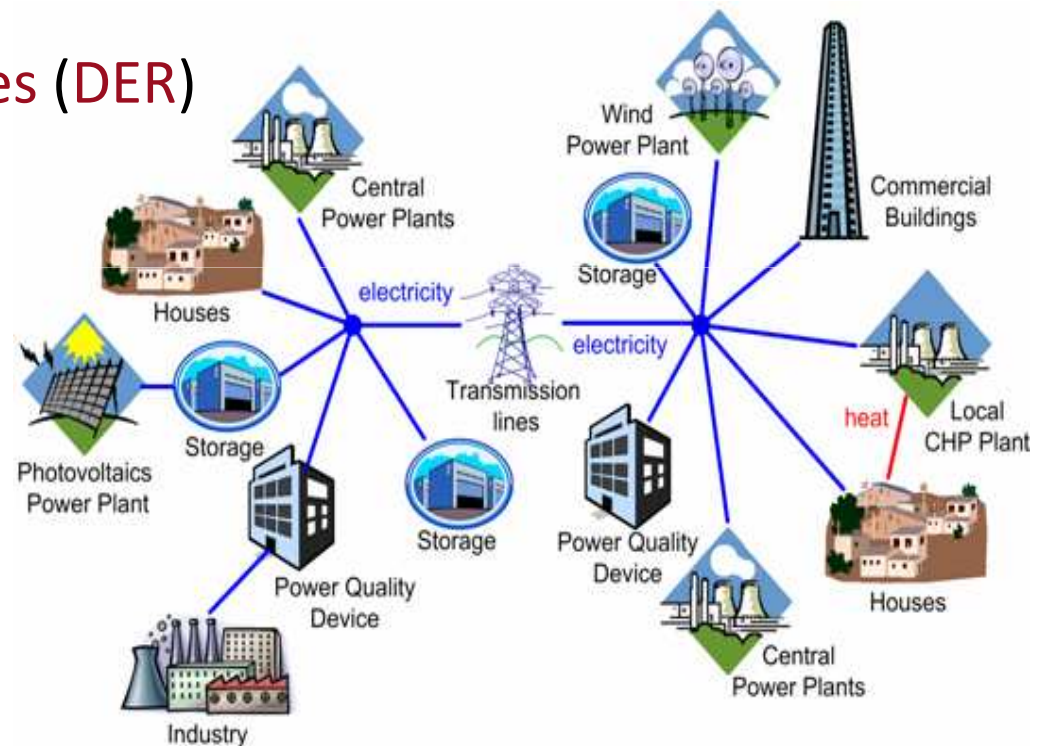 es (DER)
Wind
Power Plant
Central
Power Plants
Commercial
Buildings
Storage
electricity
Houses
electricity
Transmission
lines
heat
Local
CHP Plant
Storage
Photovoltaics
Power Plant
Storage
Power Quality
Device
Power Quality
Device
Houses
Central
Power Plants
Industry